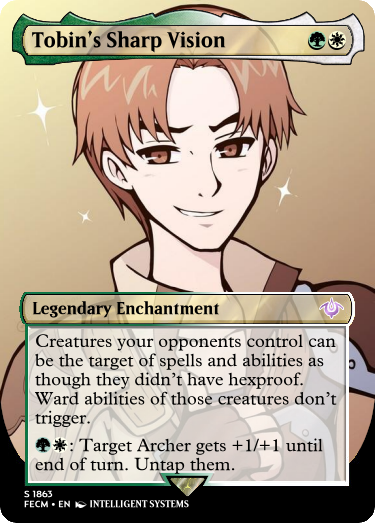 Tobin's Sharp Vision
Legendary Enchantment
Creatures your opponents control can
be the target of spells and abilities as
though they didn't have hexproof.
Ward abilities of those creatures don't
trigger.
: Target Archer gets +1/+1 until
end of turn. Untap them.
S 1863
FECM • EN INTELLIGENT SYSTEMS